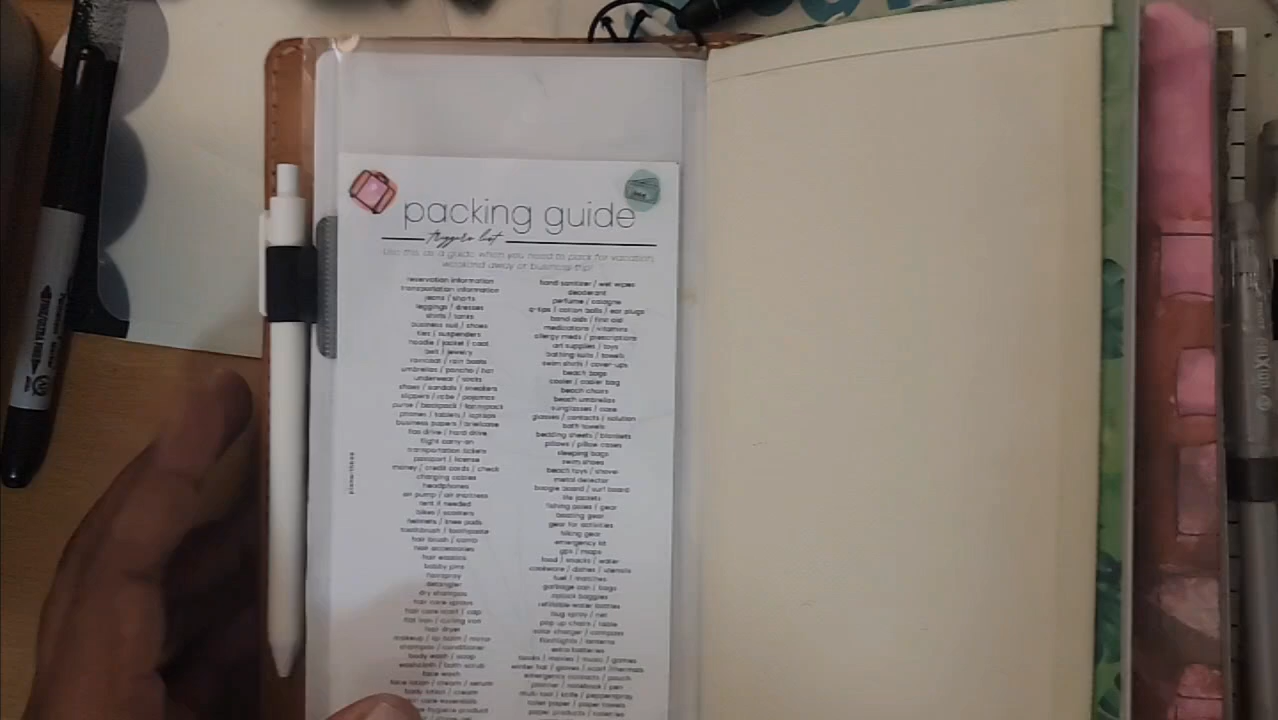 packing guide
triggers list
Use this as a guide when you need to pack for vacation,
weekend away or business trip!
reservation information
transportation information
jeans / shorts
leggings / dresses
shirts / tanks
business suit / shoes
ties / suspenders
hoodie / jacket / coat
belt / jewelry
raincoat / rain boots
umbrellas / poncho / hat
underwear / socks
shoes / sandals / sneakers
slippers / robe / pajamas
purse / backpack / fannypack
phones / tablets / laptops
business papers / briefcase
flash drive / hard drive
flight carry-on
transportation tickets
passport / license
money / credit cards / check
charging cables
headphones
air pump / air mattress
tent if needed
bikes / scooters
helmets / knee pads
toothbrush / toothpaste
hair brush / comb
hair accessories
hair elastics
bobby pins
hairspray
detangler
dry shampoo
hair care sprays
hair care scarf / cap
flat iron / curling iron
hair dryer
makeup / lip balm / mirror
shampoo / conditioner
body wash / soap
washcloth / bath scrub
face wash
face lotion / cream / serum
body lotion / cream
care essentials
hygiene product
hand sanitizer / wet wipes
deodorant
perfume / cologne
q-tips / cotton balls / ear plugs
band aids / first aid
medications / vitamins
allergy meds / prescriptions
art supplies / toys
bathing suits / towels
swim shirts / cover-ups
beach bags
cooler / cooler bag
beach chairs
beach umbrellas
sunglasses / case
glasses / contacts / solution
bath towels
bedding sheets / blankets
pillows / pillow cases
sleeping bags
swim shoes
beach toys / shovel
metal detector
boogie board / surf board
life jackets
fishing poles / gear
boating gear
gear for activities
hiking gear
emergency kit
gps / maps
food / snacks / water
cookware / dishes / utensils
fuel / matches
garbage can / bags
ziplock baggies
refillable water bottles
bug spray / net
pop up chairs / table
solar charger / compass
flashlights / lanterns
extra batteries
books / movies / music / games
winter hat / gloves / scarf / thermals
emergency contacts / pouch
planner / notebook / pen
multi tool / knife / pepperspray
toilet paper / paper towels
paper products / toiletries